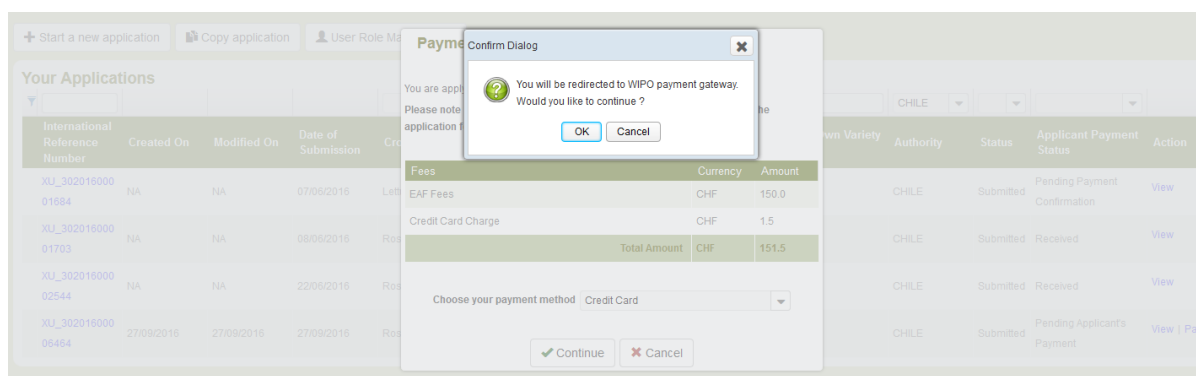 Start a new application
Copy application
User Role Ma
Your Applications
CHILE
International Reference Number
Created On
Modified On
Date of Submission
Cro
wn Variety
Authority
Status
Applicant Payment Status
Action
XU_302016000
01684
NA
NA
07/06/2016
Lett
CHILE
Submitted
Pending Payment
Confirmation
View
XU_302016000
01703
NA
NA
08/06/2016
Ros
CHILE
Submitted
Received
View
XU_302016000
02544
NA
NA
22/06/2016
Ros
CHILE
Submitted
Received
View
XU_302016000
06464
27/09/2016
27/09/2016
27/09/2016
Ros
CHILE
Submitted
Pending Applicant's
Payment
View | Pa
Payme
You are appl
Please note
he
application f
Confirm Dialog
You will be redirected to WIPO payment gateway.
Would you like to continue ?
OK
Cancel
Fees Currency Amount
EAF Fees CHF 150.0
Credit Card Charge CHF 1.5
Total Amount CHF 151.5
Choose your payment method Credit Card
Continue
Cancel